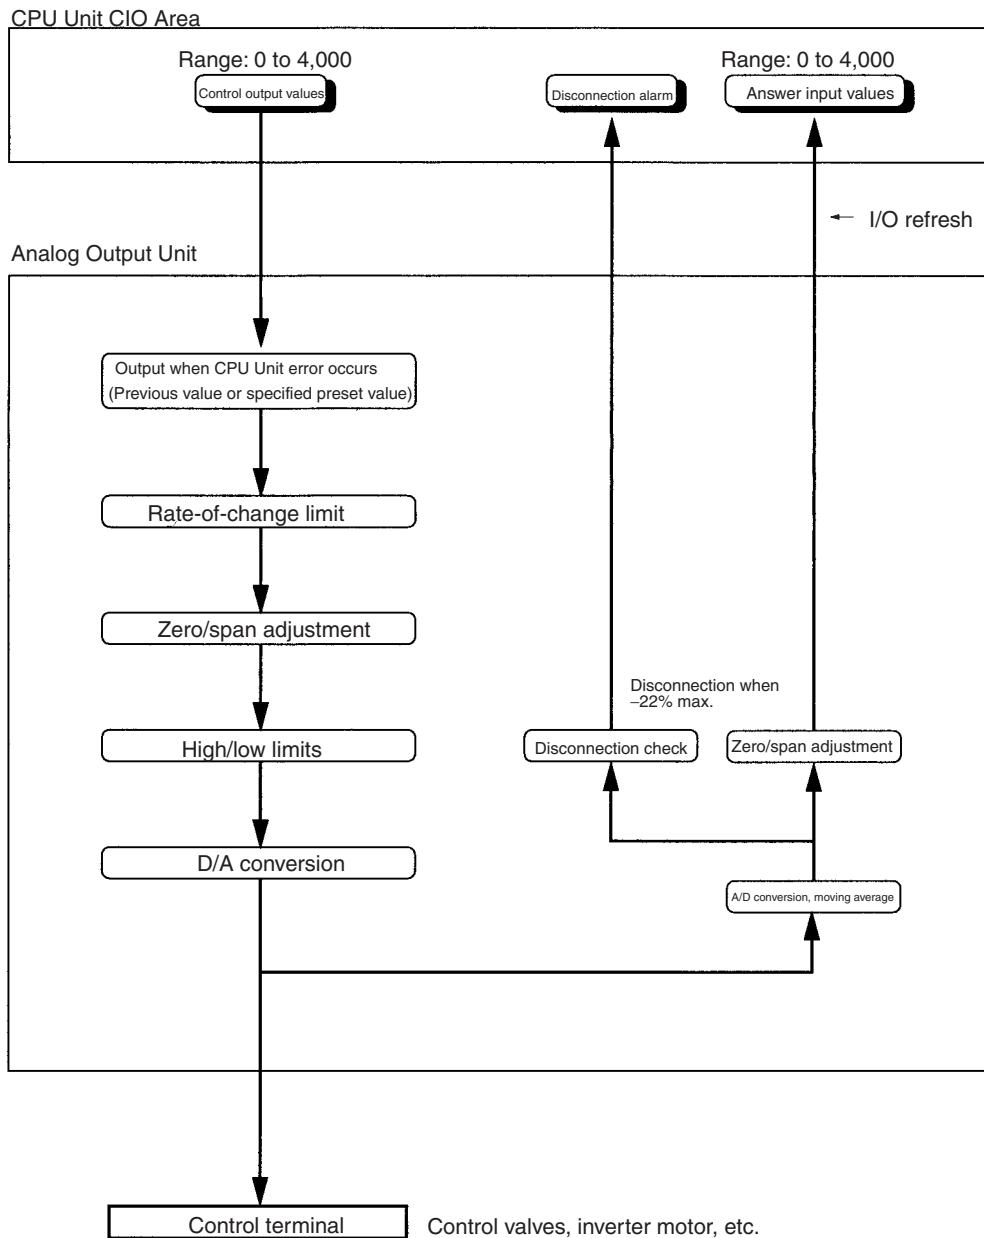 CPU Unit CIO Area
Range: 0 to 4,000
Range: 0 to 4,000
Control output values
Disconnection alarm
Answer input values
I/O refresh
Analog Output Unit
Output when CPU Unit error occurs
(Previous value or specified preset value)
Rate-of-change limit
Zero/span adjustment
Disconnection when
–22% max.
High/low limits
Disconnection check
Zero/span adjustment
D/A conversion
A/D conversion, moving average
Control terminal
Control valves, inverter motor, etc.